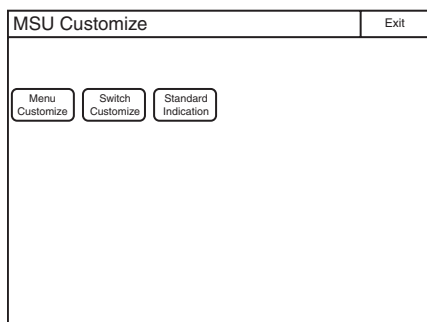 MSU Customize
Exit
Menu
Customize
Switch
Customize
Standard
Indication